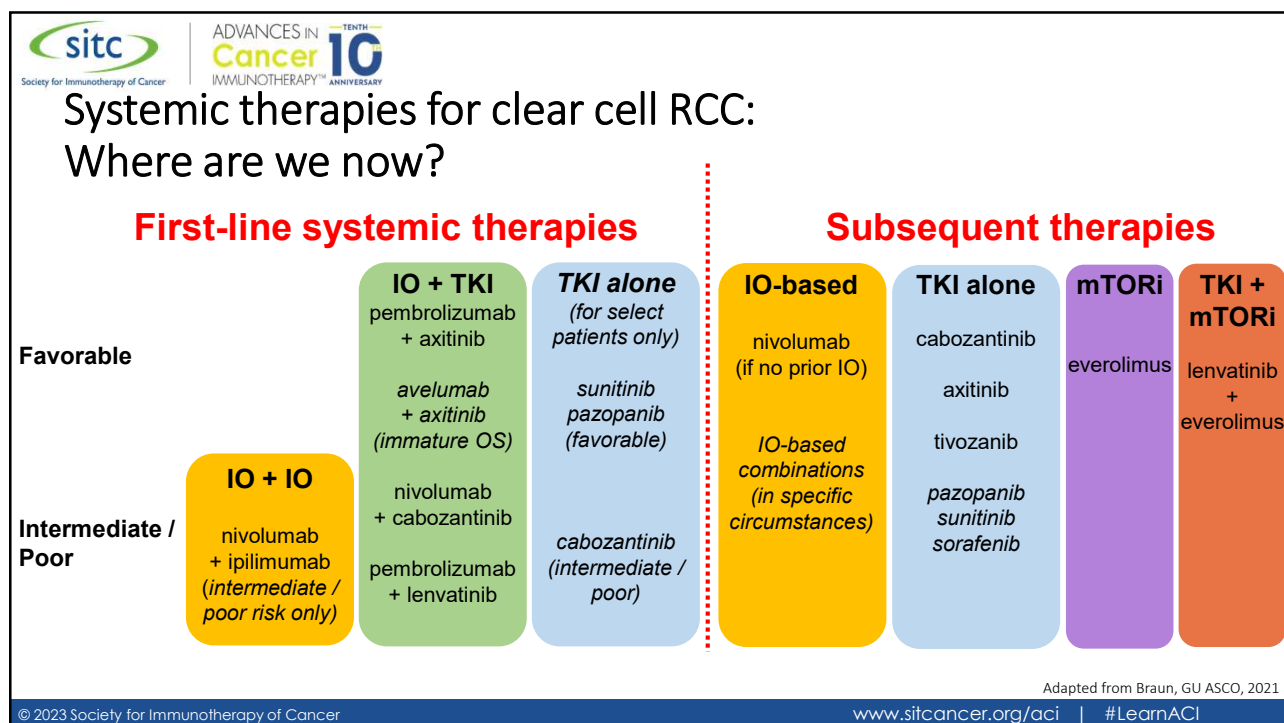 sitc
Society for Immunotherapy of Cancer
ADVANCES IN
Cancer
IMMUNOTHERAPY™
TENTH
10
ANNIVERSARY
Systemic therapies for clear cell RCC:
Where are we now?
First-line systemic therapies
Subsequent therapies
Favorable
Intermediate /
Poor
IO + IO
nivolumab
+ ipilimumab
(intermediate /
poor risk only)
IO + TKI
pembrolizumab
+ axitinib
avelumab
+ axitinib
(immature OS)
nivolumab
+ cabozantinib
pembrolizumab
+ lenvatinib
TKI alone
(for select
patients only)
sunitinib
pazopanib
(favorable)
cabozantinib
(intermediate /
poor)
IO-based
nivolumab
(if no prior IO)
IO-based
combinations
(in specific
circumstances)
TKI alone
cabozantinib
axitinib
tivozanib
pazopanib
sunitinib
sorafenib
mTORi
everolimus
TKI +
mTORi
lenvatinib
+
everolimus
Adapted from Braun, GU ASCO, 2021
© 2023 Society for Immunotherapy of Cancer
www.sitcancer.org/aci | #LearnACI